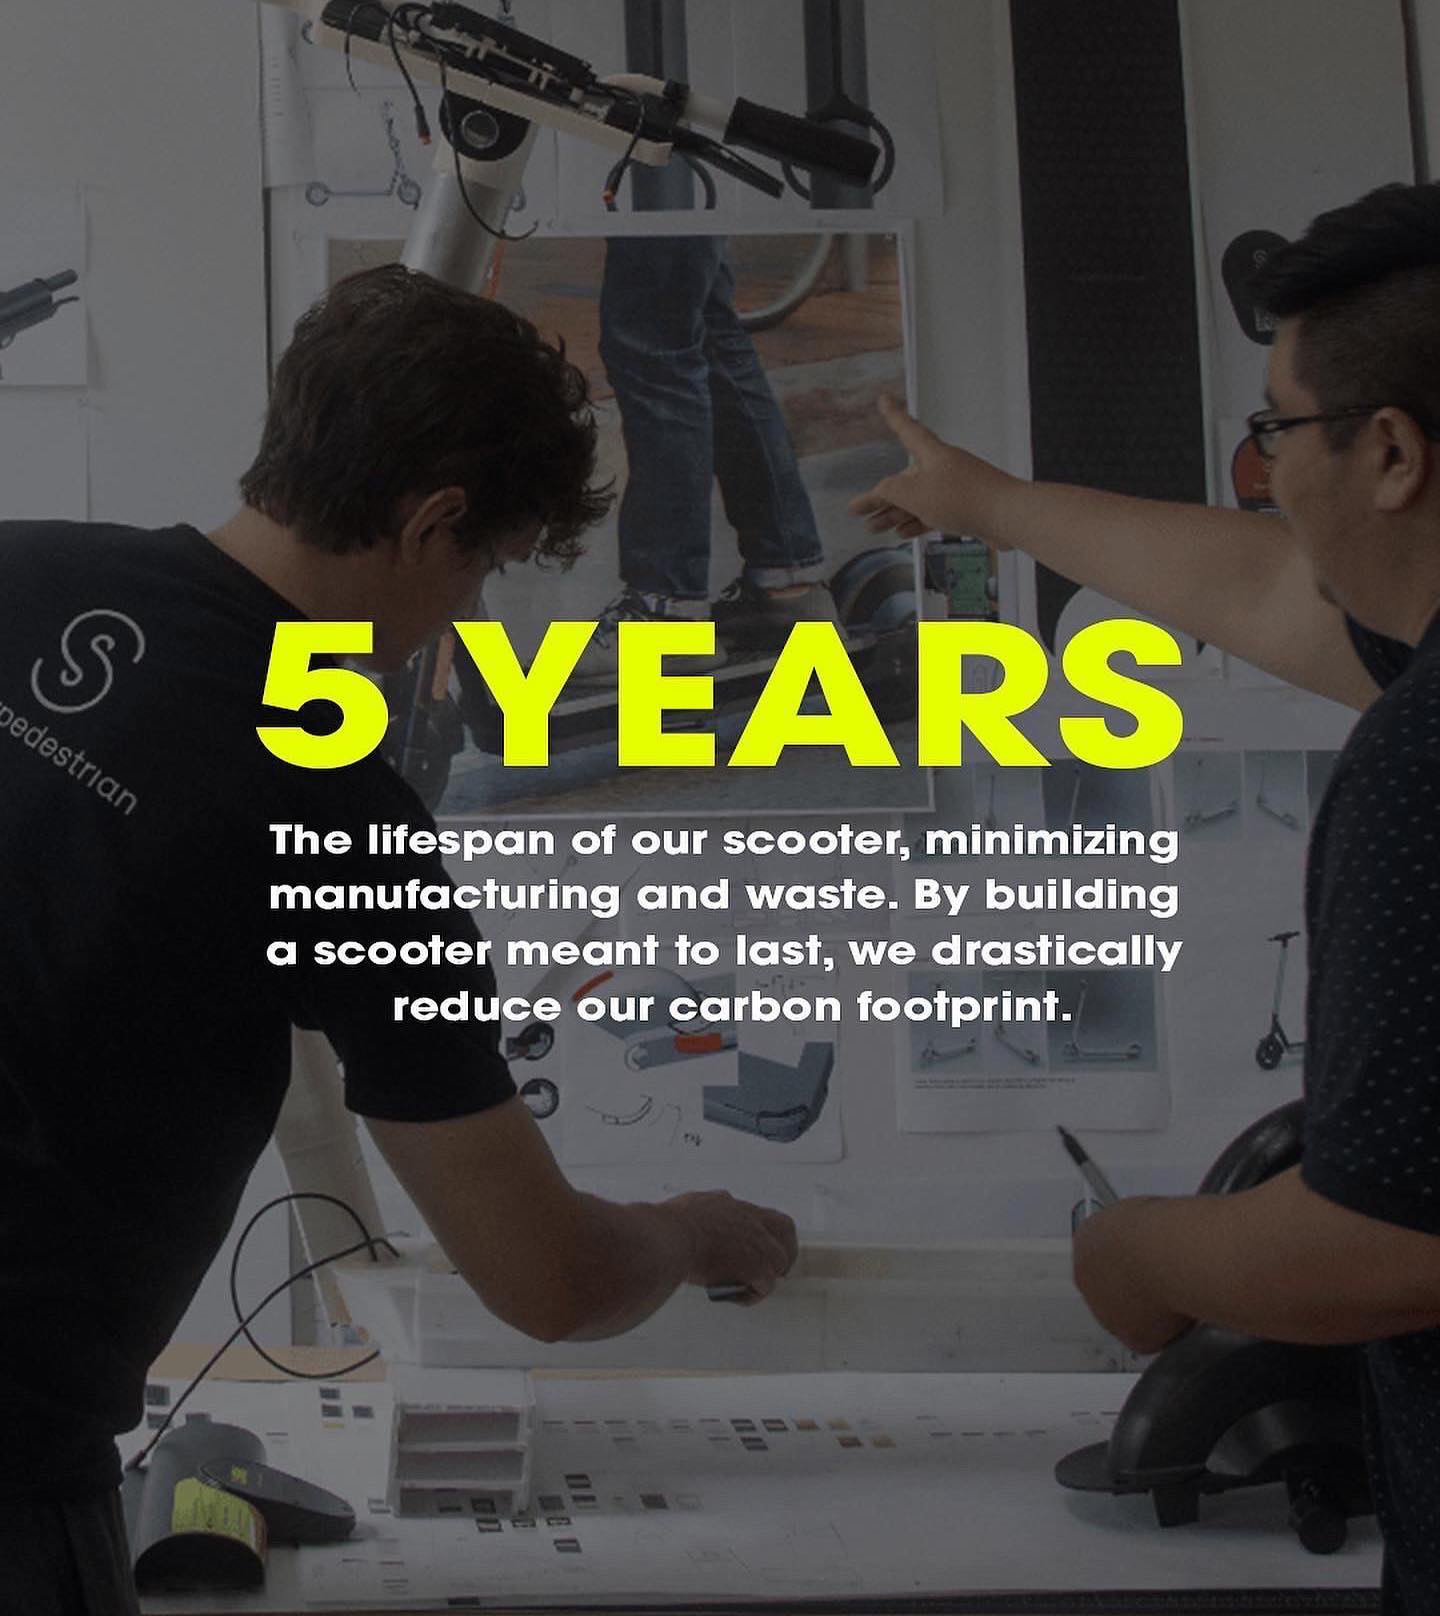 5 YEARS
The lifespan of our scooter, minimizing
manufacturing and waste. By building
a scooter meant to last, we drastically
reduce our carbon footprint.
pedestrian